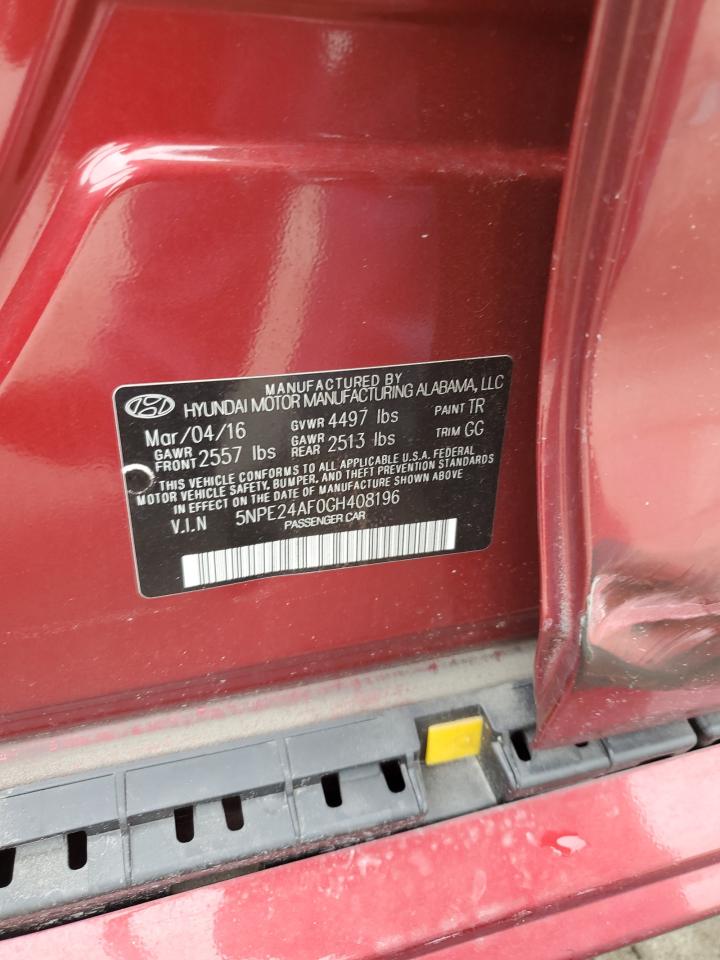 MANUFACTURED BY
HYUNDAI MOTOR MANUFACTURING ALABAMA, LLC
Mar/04/16 GVWR 4497 lbs PAINT TR
GAWR FRONT 2557 lbs GAWR REAR 2513 lbs TRIM GG
THIS VEHICLE CONFORMS TO ALL APPLICABLE U.S.A. FEDERAL
MOTOR VEHICLE SAFETY, BUMPER, AND THEFT PREVENTION STANDARDS
IN EFFECT ON THE DATE OF MANUFACTURE SHOWN ABOVE.
V.I.N 5NPE24AF0GH408196
PASSENGER CAR